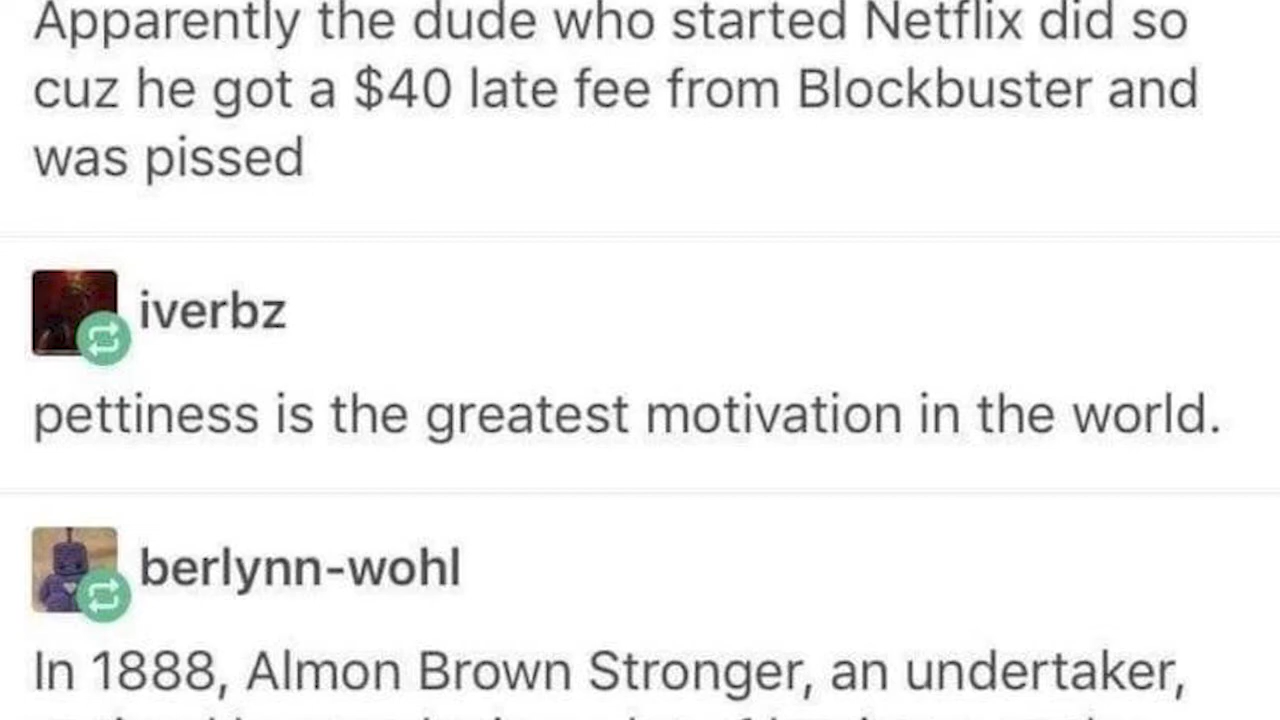 Apparently the dude who started Netflix did so
cuz he got a $40 late fee from Blockbuster and
was pissed
iverbz
pettiness is the greatest motivation in the world.
berlynn-wohl
In 1888, Almon Brown Stronger, an undertaker,